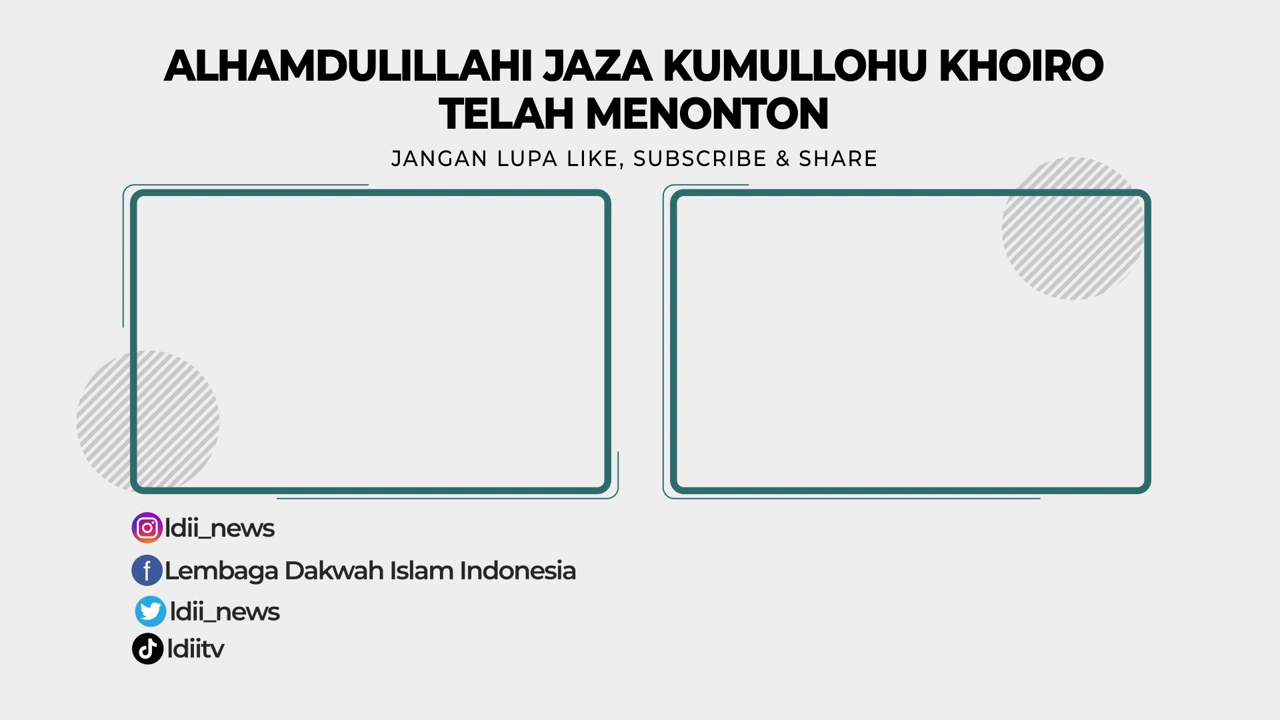 ALHAMDULILLAHI JAZA KUMULLOHU KHOIRO
TELAH MENONTON
JANGAN LUPA LIKE, SUBSCRIBE & SHARE
ldii_news
Lembaga Dakwah Islam Indonesia
ldii_news
ldiitv